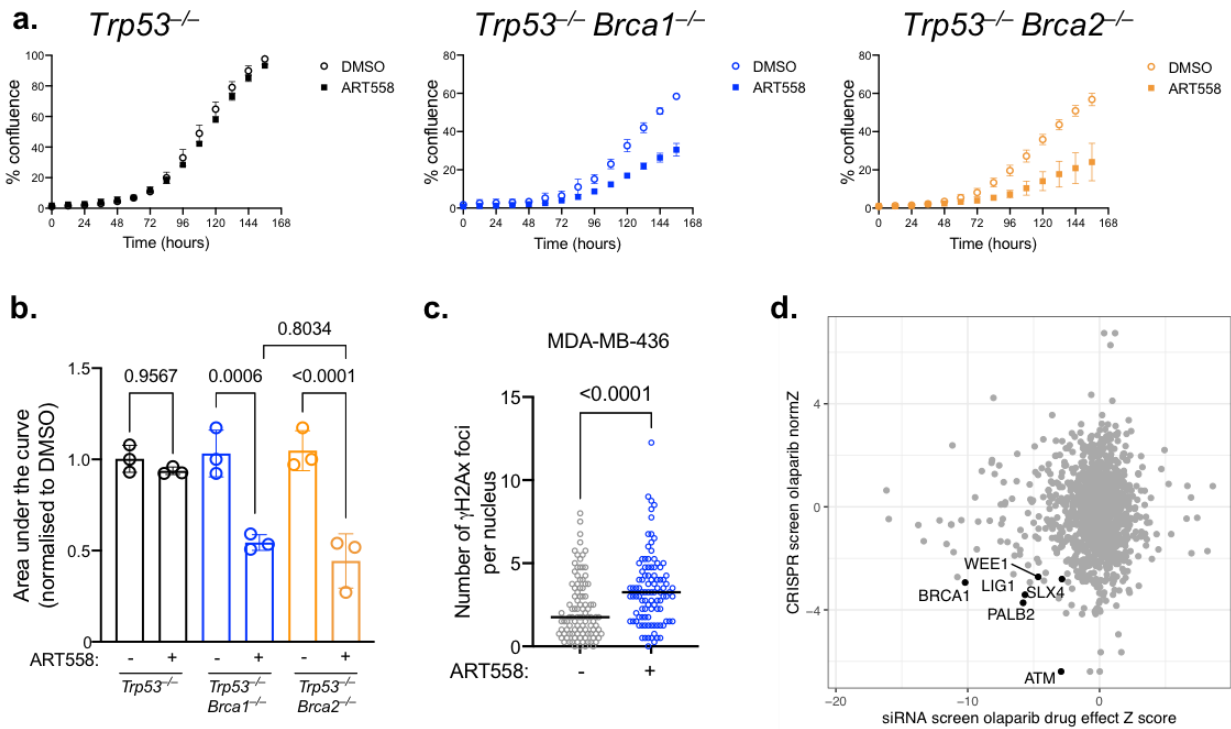 a.
Trp53–/–
Trp53–/– Brca1–/–
Trp53–/– Brca2–/–
% confluence
100
80
60
40
20
0
0 24 48 72 96 120 144 168
Time (hours)
DMSO
ART558
% confluence
80
60
40
20
0
0 24 48 72 96 120 144 168
Time (hours)
DMSO
ART558
% confluence
80
60
40
20
0
0 24 48 72 96 120 144 168
Time (hours)
DMSO
ART558
b.
Area under the curve
(normalised to DMSO)
1.5
1.0
0.5
0
0.8034
0.9567 0.0006 <0.0001
ART558: - + - + - +
Trp53–/– Trp53–/– Trp53–/–
Brca1–/– Brca2–/–
c.
MDA-MB-436
<0.0001
Number of γH2Ax foci
per nucleus
15
10
5
0
ART558: - +
d.
CRISPR screen olaparib normZ
4
0
−4
WEE1
LIG1
SLX4
BRCA1
PALB2
ATM
−20 −10 0
siRNA screen olaparib drug effect Z score